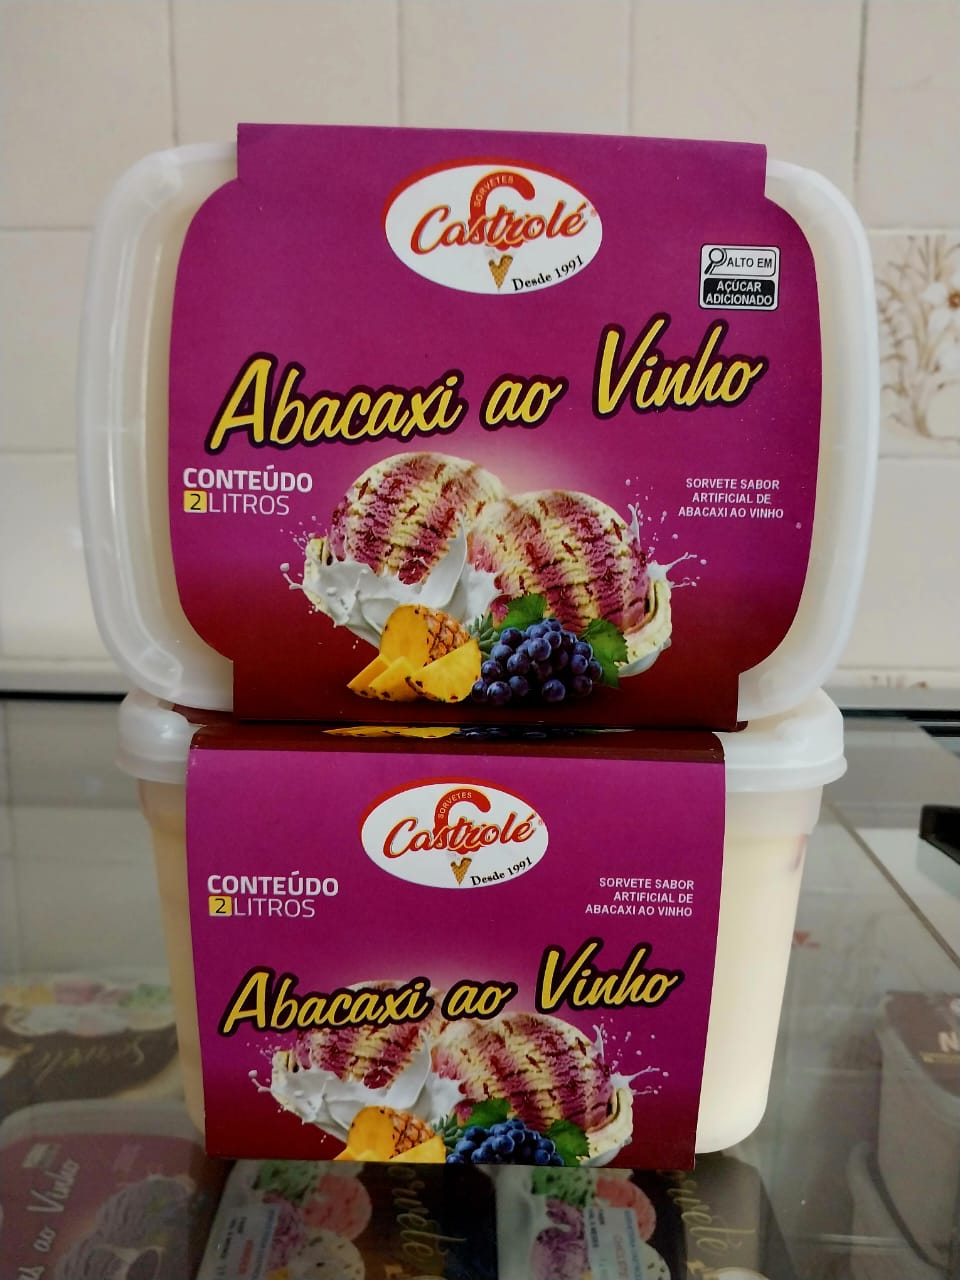 SORVETES
Castrolé
Desde 1991
ALTO EM
AÇÚCAR
ADICIONADO
Abacaxi ao Vinho
CONTEÚDO
2 LITROS
SORVETE SABOR
ARTIFICIAL DE
ABACAXI AO VINHO
SORVETES
Castrolé
Desde 1991
CONTEÚDO
2 LITROS
SORVETE SABOR
ARTIFICIAL DE
ABACAXI AO VINHO
Abacaxi ao Vinho
ao Vinho